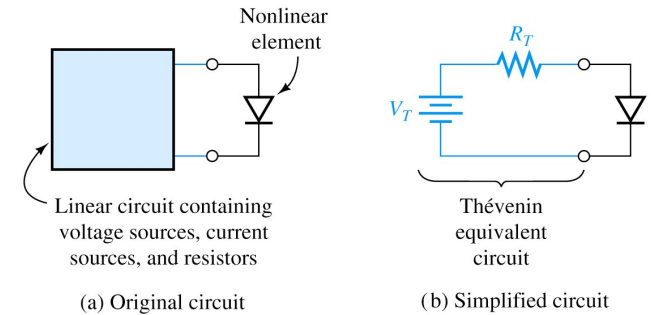 Nonlinear
element
Linear circuit containing
voltage sources, current
sources, and resistors
(a) Original circuit
R_T
V_T
Thévenin
equivalent
circuit
(b) Simplified circuit